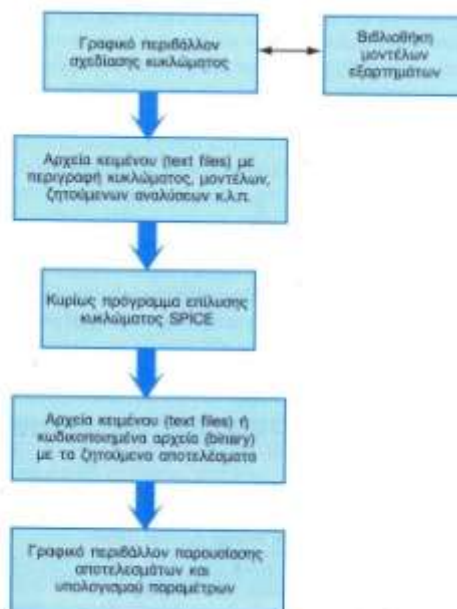 Γραφικό περιβάλλον
σχεδίασης κυκλώματος
Βιβλιοθήκη
μοντέλων
εξαρτημάτων
Αρχεία κειμένου (text files) με
περιγραφή κυκλώματος, μοντέλων,
ζητούμενων αναλύσεων κ.λ.π.
Κυρίως πρόγραμμα επίλυσης
κυκλώματος SPICE
Αρχεία κειμένου (text files) ή
κωδικοποιημένα αρχεία (binary)
με τα ζητούμενα αποτελέσματα
Γραφικό περιβάλλον παρουσίασης
αποτελεσμάτων και
υπολογισμού παραμέτρων